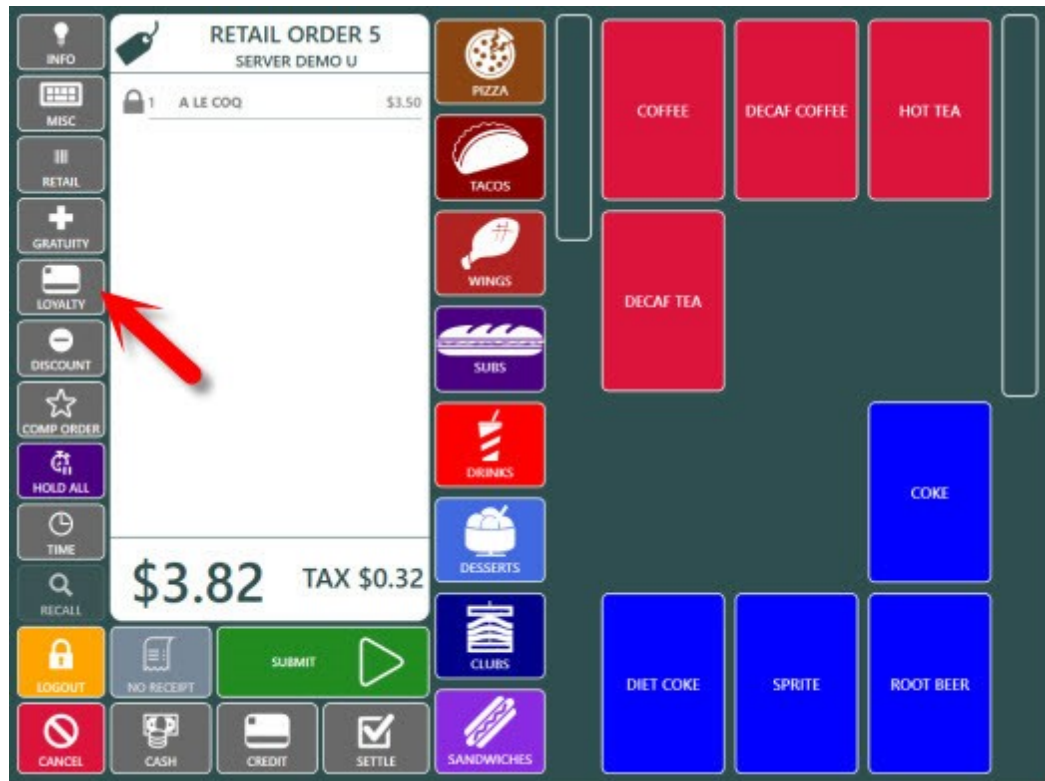 INFO
MISC
RETAIL
GRATUITY
LOYALTY
DISCOUNT
COMP ORDER
HOLD ALL
TIME
RECALL
LOGOUT
CANCEL
RETAIL ORDER 5
SERVER DEMO U
1 A LE COQ $3.50
$3.82 TAX $0.32
NO RECEIPT
SUBMIT
CASH
CREDIT
SETTLE
PIZZA
TACOS
WINGS
SUBS
DRINKS
DESSERTS
CLUBS
SANDWICHES
COFFEE
DECAF COFFEE
HOT TEA
DECAF TEA
COKE
DIET COKE
SPRITE
ROOT BEER